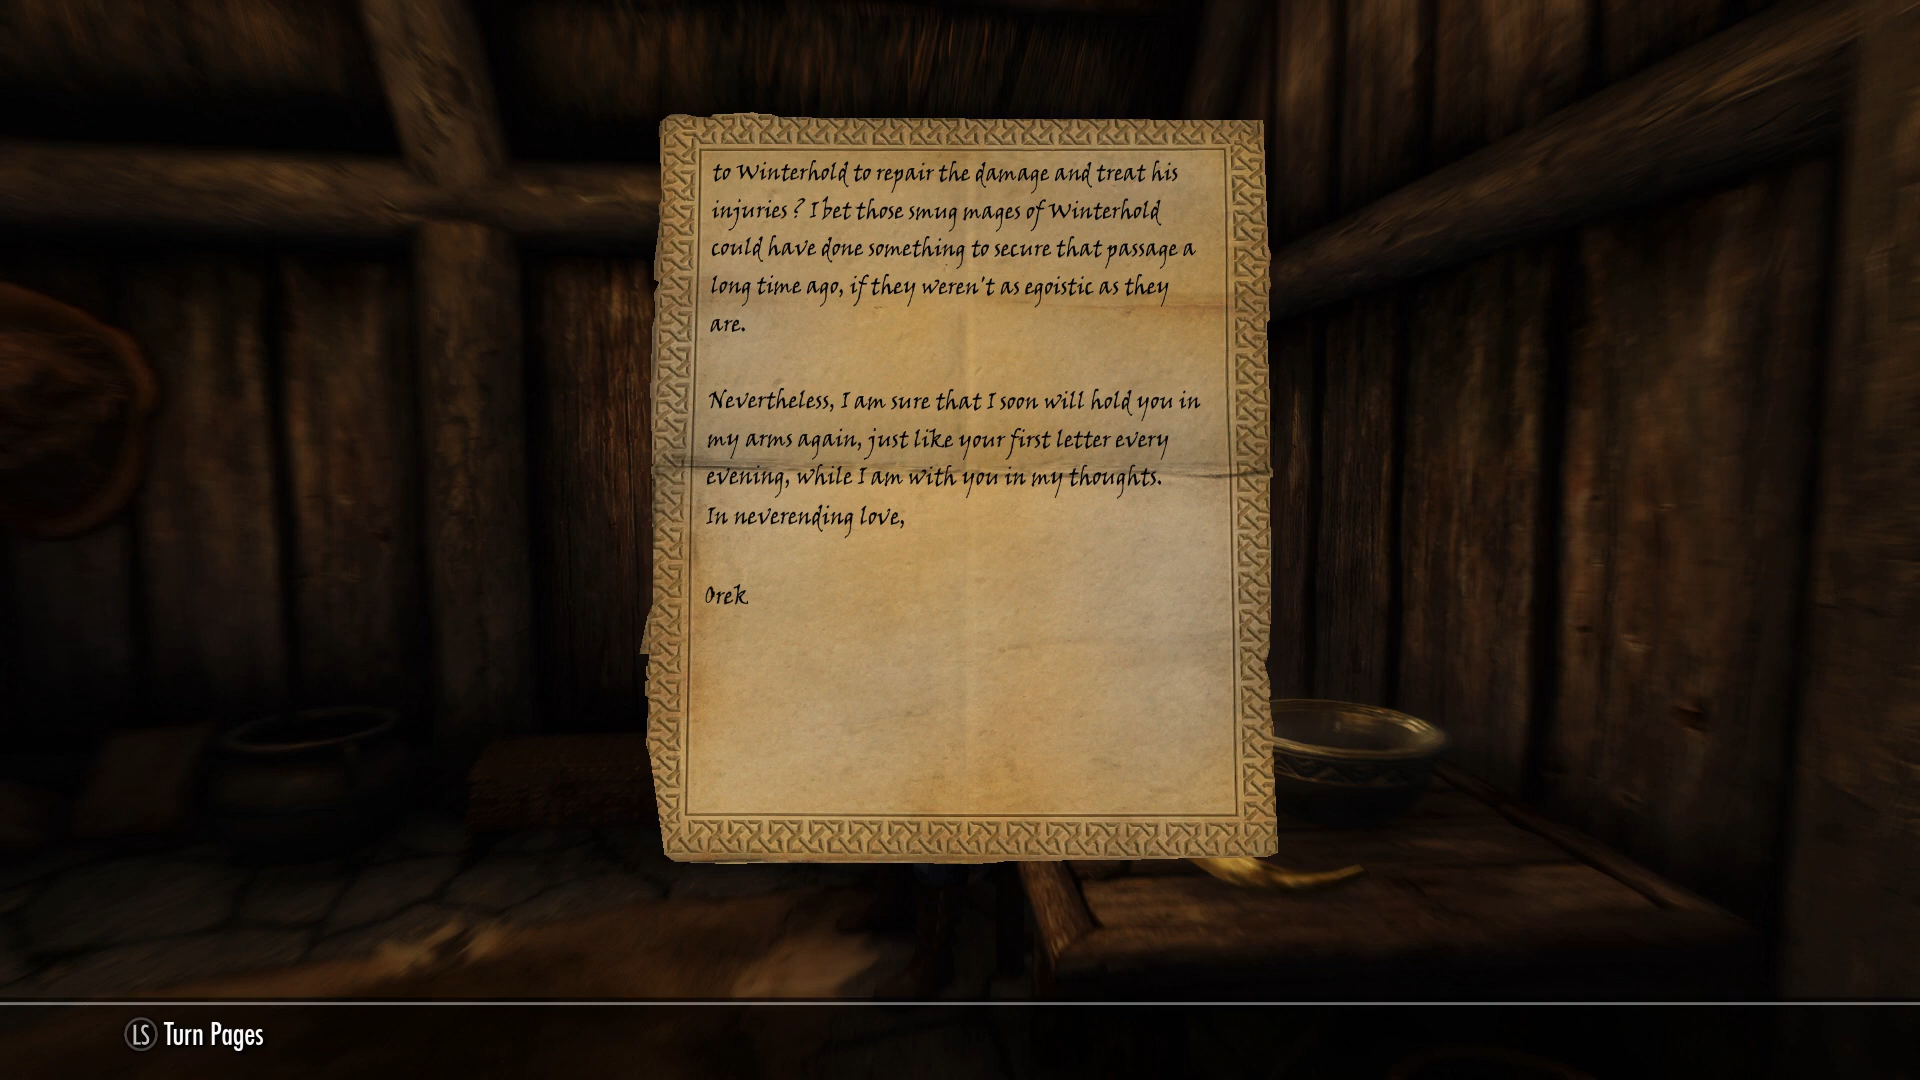 to Winterhold to repair the damage and treat his
injuries ? I bet those smug mages of Winterhold
could have done something to secure that passage a
long time ago, if they weren't as egoistic as they
are.
Nevertheless, I am sure that I soon will hold you in
my arms again, just like your first letter every
evening, while I am with you in my thoughts.
In neverending love,
Orek
LS Turn Pages